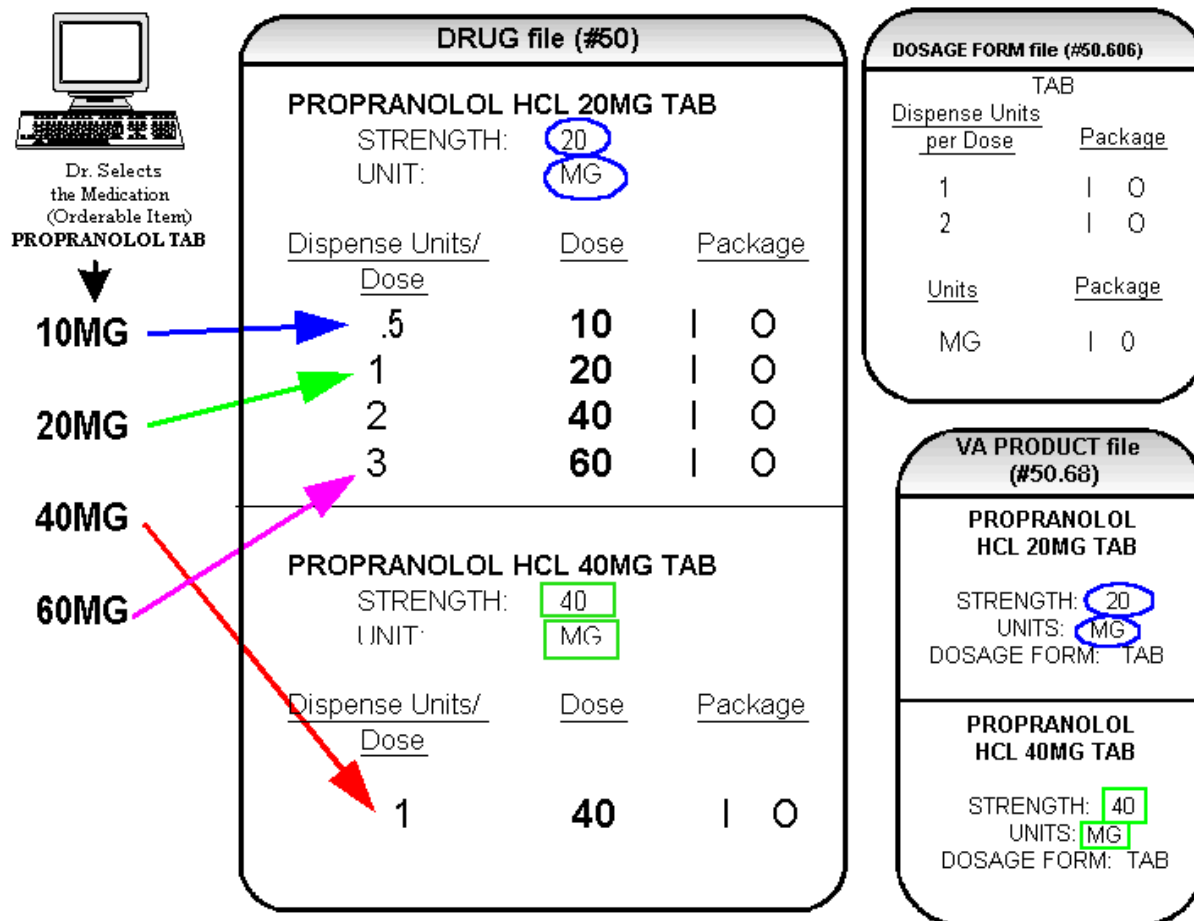 Dr. Selects
the Medication
(Orderable Item)
PROPRANOLOL TAB
10MG
20MG
40MG
60MG
DRUG file (#50)
PROPRANOLOL HCL 20MG TAB
STRENGTH: 20
UNIT: MG
Dispense Units/ Dose Package
Dose
.5 10 I O
1 20 I O
2 40 I O
3 60 I O
PROPRANOLOL HCL 40MG TAB
STRENGTH: 40
UNIT: MG
Dispense Units/ Dose Package
Dose
1 40 I O
DOSAGE FORM file (#50.606)
TAB
Dispense Units
per Dose Package
1 I O
2 I O
Units Package
MG I 0
VA PRODUCT file
(#50.68)
PROPRANOLOL
HCL 20MG TAB
STRENGTH: 20
UNITS: MG
DOSAGE FORM: TAB
PROPRANOLOL
HCL 40MG TAB
STRENGTH: 40
UNITS: MG
DOSAGE FORM: TAB